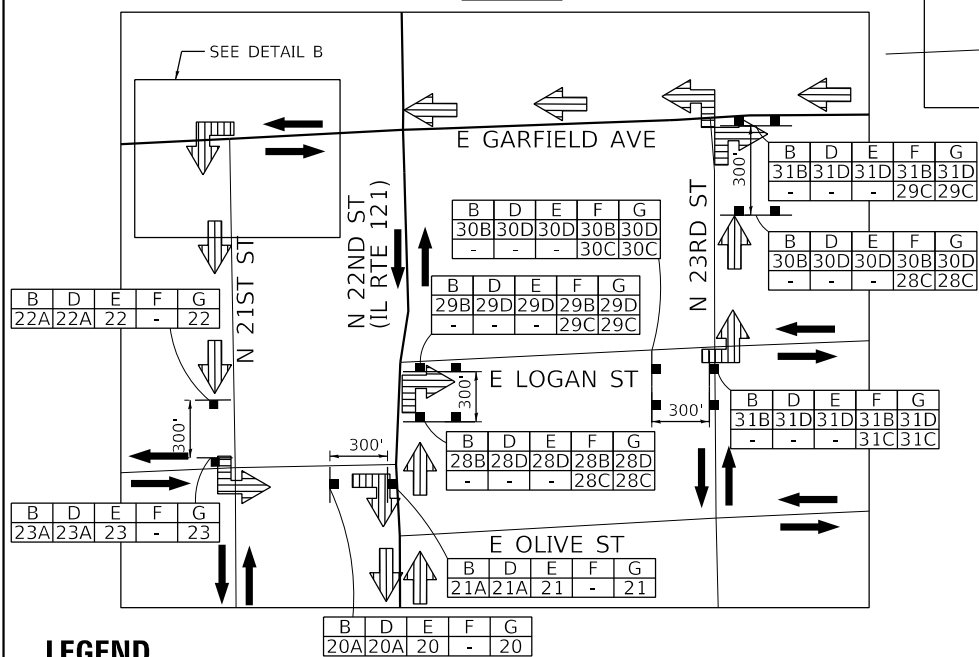 SEE DETAIL B
E GARFIELD AVE
300'
B D E F G
31B 31D 31D 31B 31D
- - - 29C 29C
N 22ND ST
(IL RTE 121)
N 23RD ST
B D E F G
30B 30D 30D 30B 30D
- - - 30C 30C
B D E F G
30B 30D 30D 30B 30D
- - - 28C 28C
N 21ST ST
B D E F G
29B 29D 29D 29B 29D
- - - 29C 29C
B D E F G
22A 22A 22 - 22
E LOGAN ST
300'
300'
300'
300'
B D E F G
31B 31D 31D 31B 31D
- - - 31C 31C
B D E F G
28B 28D 28D 28B 28D
- - - 28C 28C
B D E F G
23A 23A 23 - 23
E OLIVE ST
B D E F G
21A 21A 21 - 21
B D E F G
20A 20A 20 - 20
LEGEND